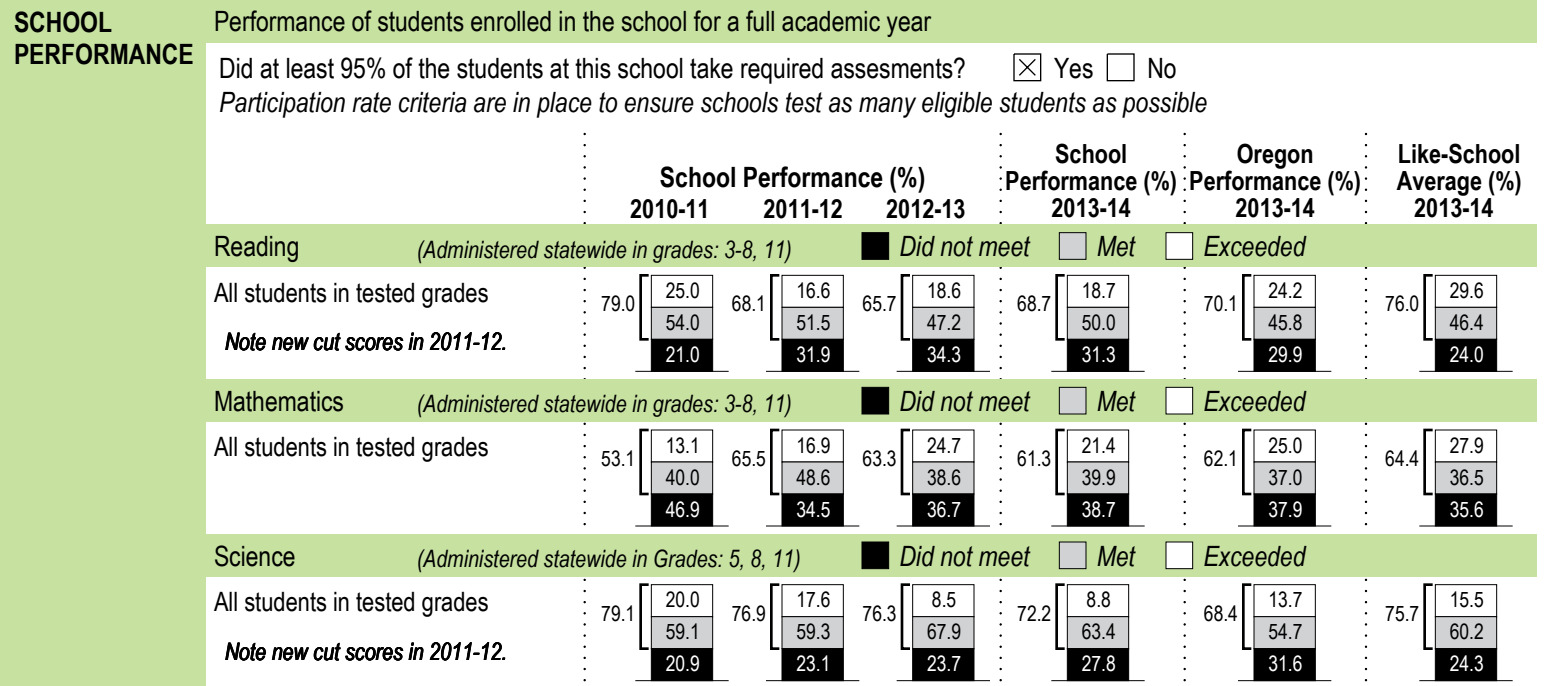 SCHOOL
PERFORMANCE
Performance of students enrolled in the school for a full academic year
Did at least 95% of the students at this school take required assesments? Yes No
Participation rate criteria are in place to ensure schools test as many eligible students as possible
School Performance (%)
2010-11 2011-12 2012-13
School
Performance (%)
2013-14
Oregon
Performance (%)
2013-14
Like-School
Average (%)
2013-14
Reading (Administered statewide in grades: 3-8, 11) Did not meet Met Exceeded
All students in tested grades
Note new cut scores in 2011-12.
79.0 25.0 54.0 21.0
68.1 16.6 51.5 31.9
65.7 18.6 47.2 34.3
68.7 18.7 50.0 31.3
70.1 24.2 45.8 29.9
76.0 29.6 46.4 24.0
Mathematics (Administered statewide in grades: 3-8, 11) Did not meet Met Exceeded
All students in tested grades
53.1 13.1 40.0 46.9
65.5 16.9 48.6 34.5
63.3 24.7 38.6 36.7
61.3 21.4 39.9 38.7
62.1 25.0 37.0 37.9
64.4 27.9 36.5 35.6
Science (Administered statewide in Grades: 5, 8, 11) Did not meet Met Exceeded
All students in tested grades
Note new cut scores in 2011-12.
79.1 20.0 59.1 20.9
76.9 17.6 59.3 23.1
76.3 8.5 67.9 23.7
72.2 8.8 63.4 27.8
68.4 13.7 54.7 31.6
75.7 15.5 60.2 24.3